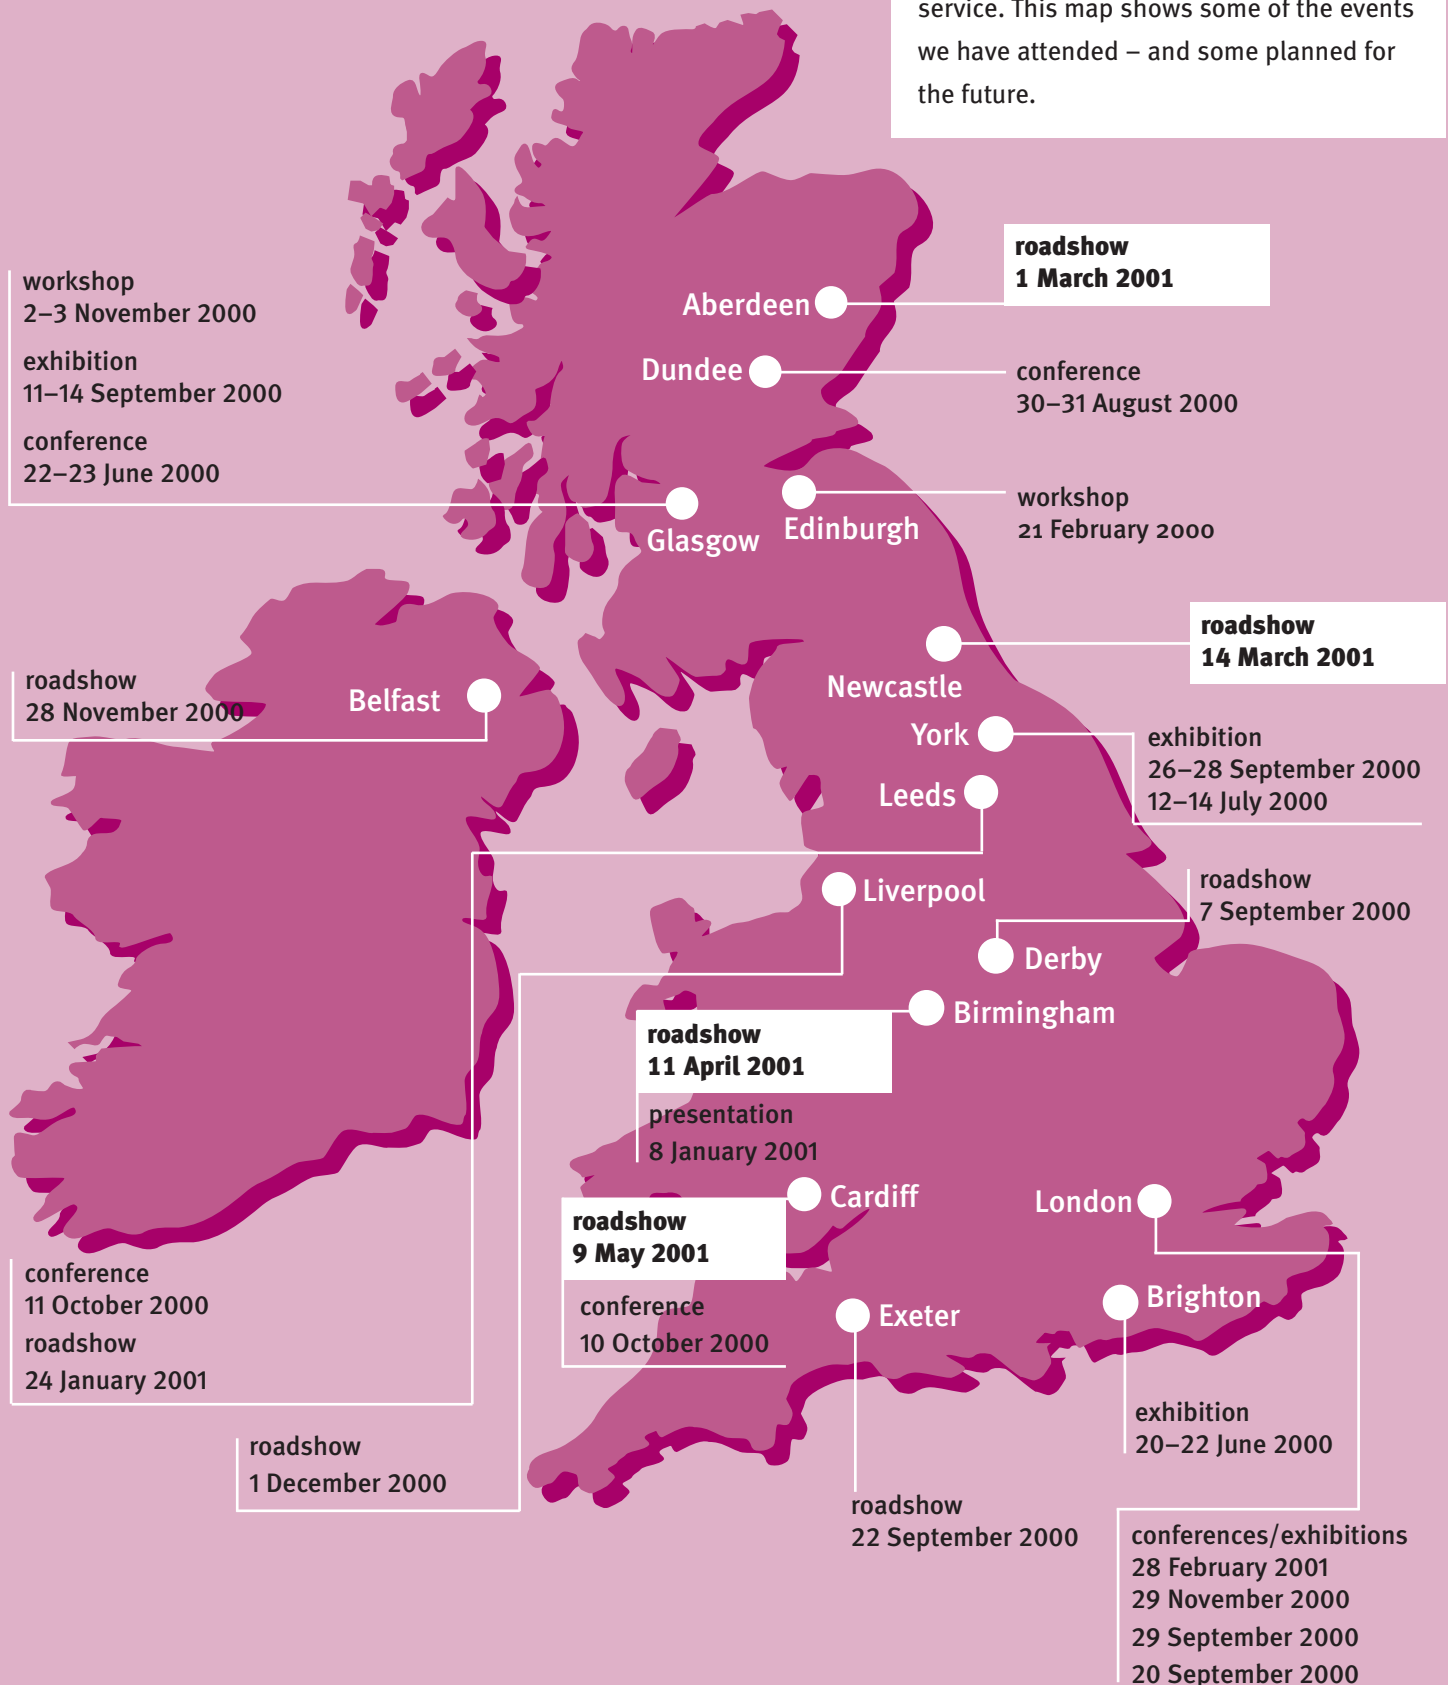 service. This map shows some of the events
we have attended – and some planned for
the future.
roadshow
1 March 2001
Aberdeen
workshop
2–3 November 2000
exhibition
11–14 September 2000
conference
22–23 June 2000
Dundee
conference
30–31 August 2000
Glasgow
Edinburgh
workshop
21 February 2000
roadshow
14 March 2001
Newcastle
roadshow
28 November 2000
Belfast
York
exhibition
26–28 September 2000
12–14 July 2000
Leeds
Liverpool
roadshow
7 September 2000
Derby
Birmingham
roadshow
11 April 2001
presentation
8 January 2001
Cardiff
London
roadshow
9 May 2001
conference
10 October 2000
Exeter
Brighton
conference
11 October 2000
roadshow
24 January 2001
roadshow
1 December 2000
exhibition
20–22 June 2000
roadshow
22 September 2000
conferences/exhibitions
28 February 2001
29 November 2000
29 September 2000
20 September 2000